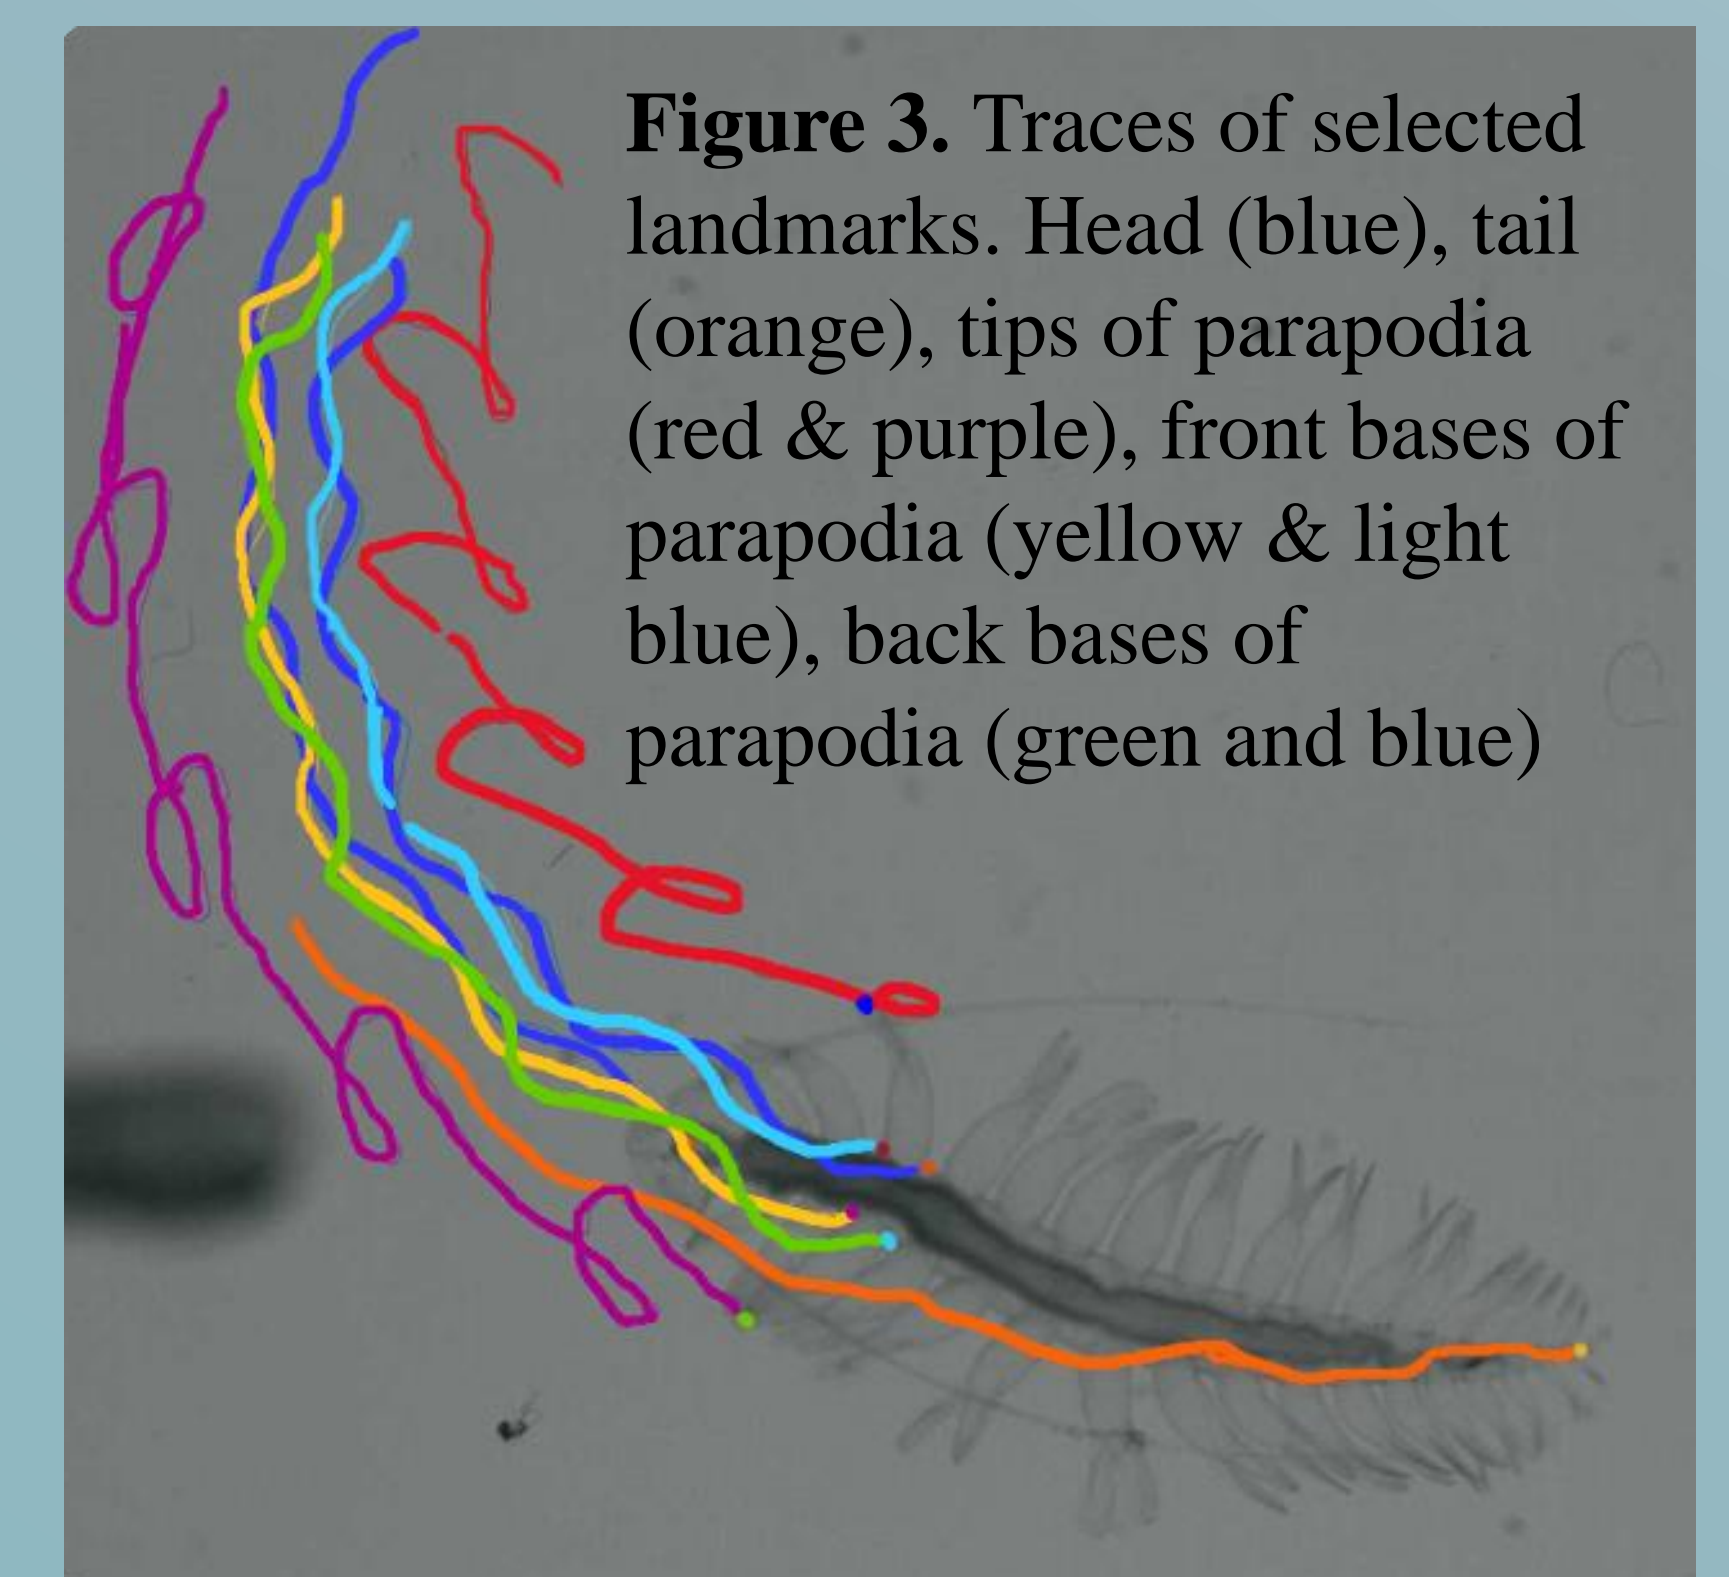 Figure 3. Traces of selected
landmarks. Head (blue), tail
(orange), tips of parapodia
(red & purple), front bases of
parapodia (yellow & light
blue), back bases of
parapodia (green and blue)